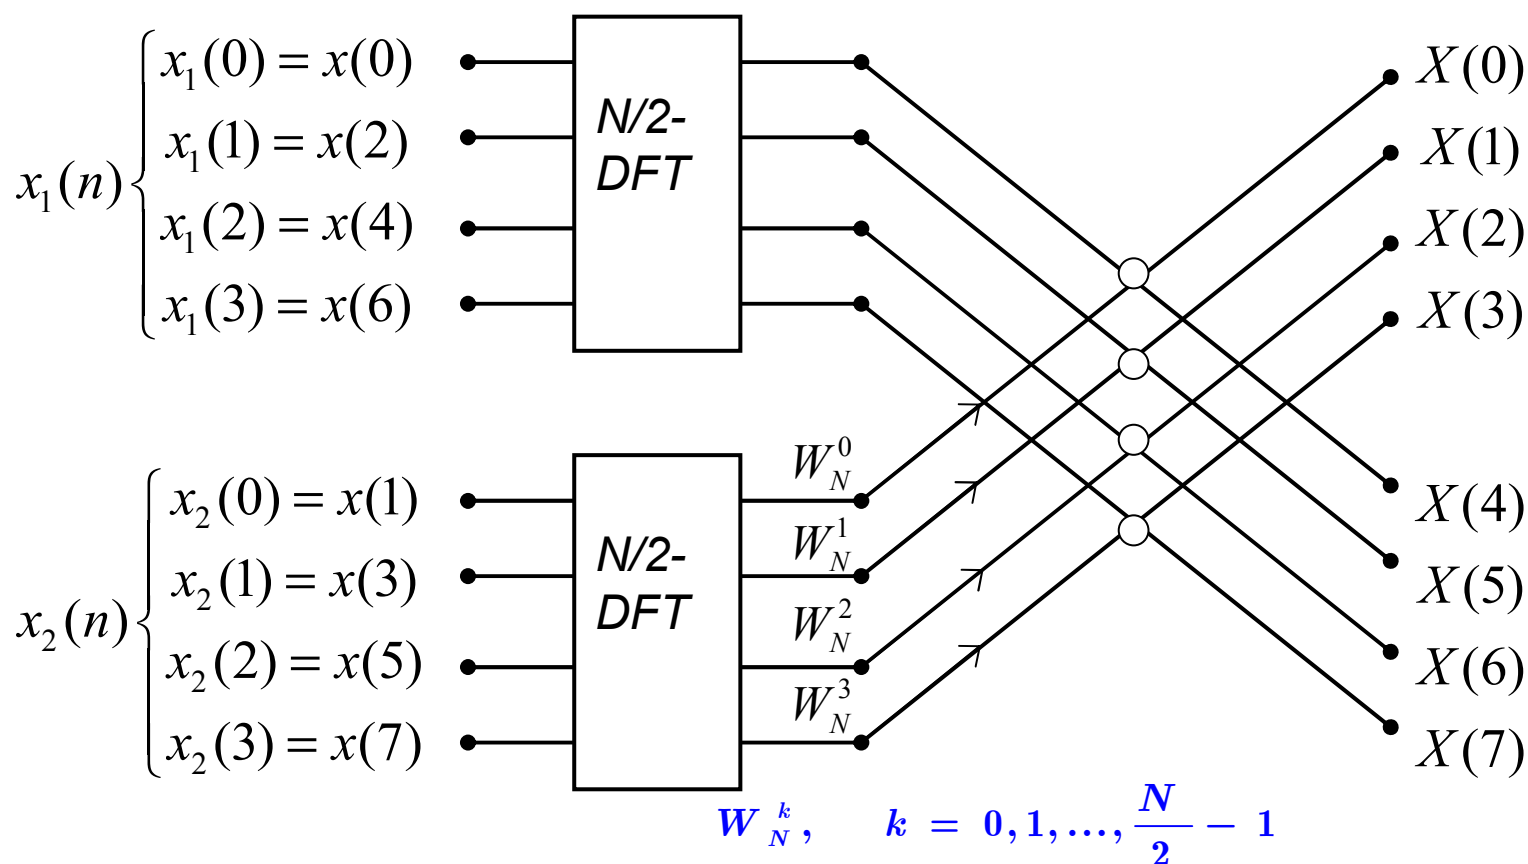 x₁(n)
x₁(0) = x(0)
x₁(1) = x(2)
x₁(2) = x(4)
x₁(3) = x(6)
N/2-
DFT
X(0)
X(1)
X(2)
X(3)
x₂(n)
x₂(0) = x(1)
x₂(1) = x(3)
x₂(2) = x(5)
x₂(3) = x(7)
N/2-
DFT
W_N^0
W_N^1
W_N^2
W_N^3
X(4)
X(5)
X(6)
X(7)
W_N^k, k = 0,1,...,N/2 − 1